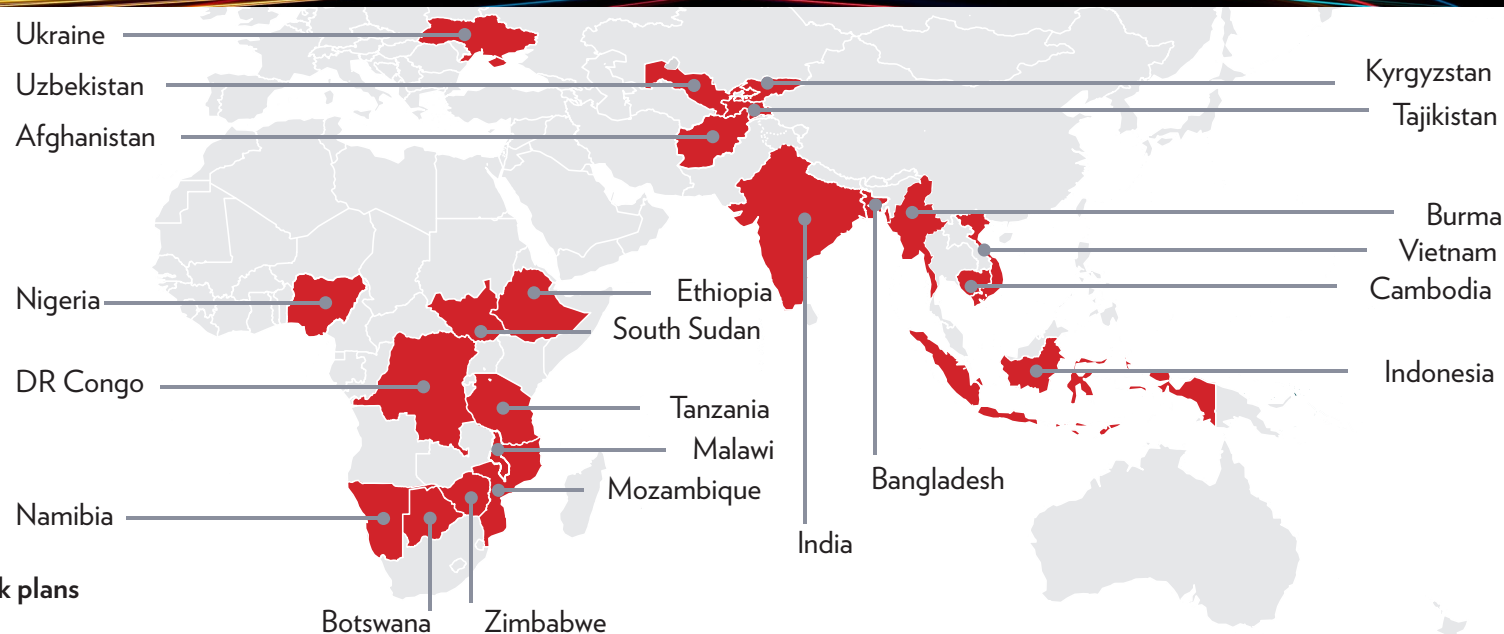 Ukraine
Uzbekistan
Afghanistan
Kyrgyzstan
Tajikistan
Burma
Vietnam
Cambodia
Nigeria
Ethiopia
South Sudan
DR Congo
Indonesia
Tanzania
Malawi
Bangladesh
Mozambique
Namibia
India
k plans
Botswana
Zimbabwe